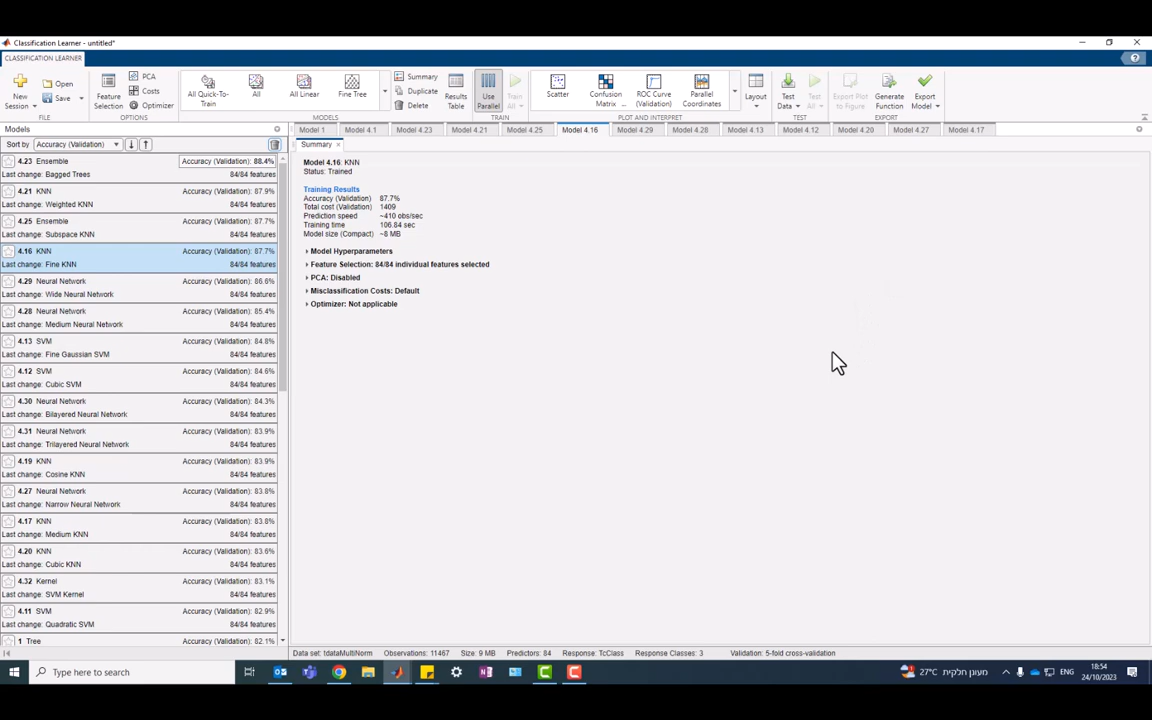 Classification Learner - untitled*
CLASSIFICATION LEARNER
New Session
Open
Save
Feature Selection
PCA
Costs
Optimizer
All Quick-To-Train
All
All Linear
Fine Tree
Summary
Duplicate
Delete
Results Table
Use Parallel
Train All
Scatter
Confusion Matrix ...
ROC Curve (Validation)
Parallel Coordinates
Layout
Test Data
Test All
Export Plot to Figure
Generate Function
Export Model
FILE
OPTIONS
MODELS
TRAIN
PLOT AND INTERPRET
TEST
EXPORT
Models
Model 1
Model 4.1
Model 4.23
Model 4.21
Model 4.25
Model 4.16
Model 4.29
Model 4.28
Model 4.13
Model 4.12
Model 4.20
Model 4.27
Model 4.17
Sort by Accuracy (Validation)
4.23 Ensemble Accuracy (Validation): 88.4%
Last change: Bagged Trees 84/84 features
4.21 KNN Accuracy (Validation): 87.9%
Last change: Weighted KNN 84/84 features
4.25 Ensemble Accuracy (Validation): 87.7%
Last change: Subspace KNN 84/84 features
4.16 KNN Accuracy (Validation): 87.7%
Last change: Fine KNN 84/84 features
4.29 Neural Network Accuracy (Validation): 86.6%
Last change: Wide Neural Network 84/84 features
4.28 Neural Network Accuracy (Validation): 85.4%
Last change: Medium Neural Network 84/84 features
4.13 SVM Accuracy (Validation): 84.8%
Last change: Fine Gaussian SVM 84/84 features
4.12 SVM Accuracy (Validation): 84.6%
Last change: Cubic SVM 84/84 features
4.30 Neural Network Accuracy (Validation): 84.3%
Last change: Bilayered Neural Network 84/84 features
4.31 Neural Network Accuracy (Validation): 83.9%
Last change: Trilayered Neural Network 84/84 features
4.19 KNN Accuracy (Validation): 83.9%
Last change: Cosine KNN 84/84 features
4.27 Neural Network Accuracy (Validation): 83.8%
Last change: Narrow Neural Network 84/84 features
4.17 KNN Accuracy (Validation): 83.8%
Last change: Medium KNN 84/84 features
4.20 KNN Accuracy (Validation): 83.6%
Last change: Cubic KNN 84/84 features
4.32 Kernel Accuracy (Validation): 83.1%
Last change: SVM Kernel 84/84 features
4.11 SVM Accuracy (Validation): 82.9%
Last change: Quadratic SVM 84/84 features
1 Tree Accuracy (Validation): 82.1%
Summary
Model 4.16: KNN
Status: Trained
Training Results
Accuracy (Validation) 87.7%
Total cost (Validation) 1409
Prediction speed ~410 obs/sec
Training time 106.84 sec
Model size (Compact) ~8 MB
Model Hyperparameters
Feature Selection: 84/84 individual features selected
PCA: Disabled
Misclassification Costs: Default
Optimizer: Not applicable
Data set: tdataMultiNorm Observations: 11467 Size: 9 MB Predictors: 84 Response: TcClass Response Classes: 3 Validation: 5-fold cross-validation
Type here to search
27°C מעונן חלקית
ENG
18:54
24/10/2023